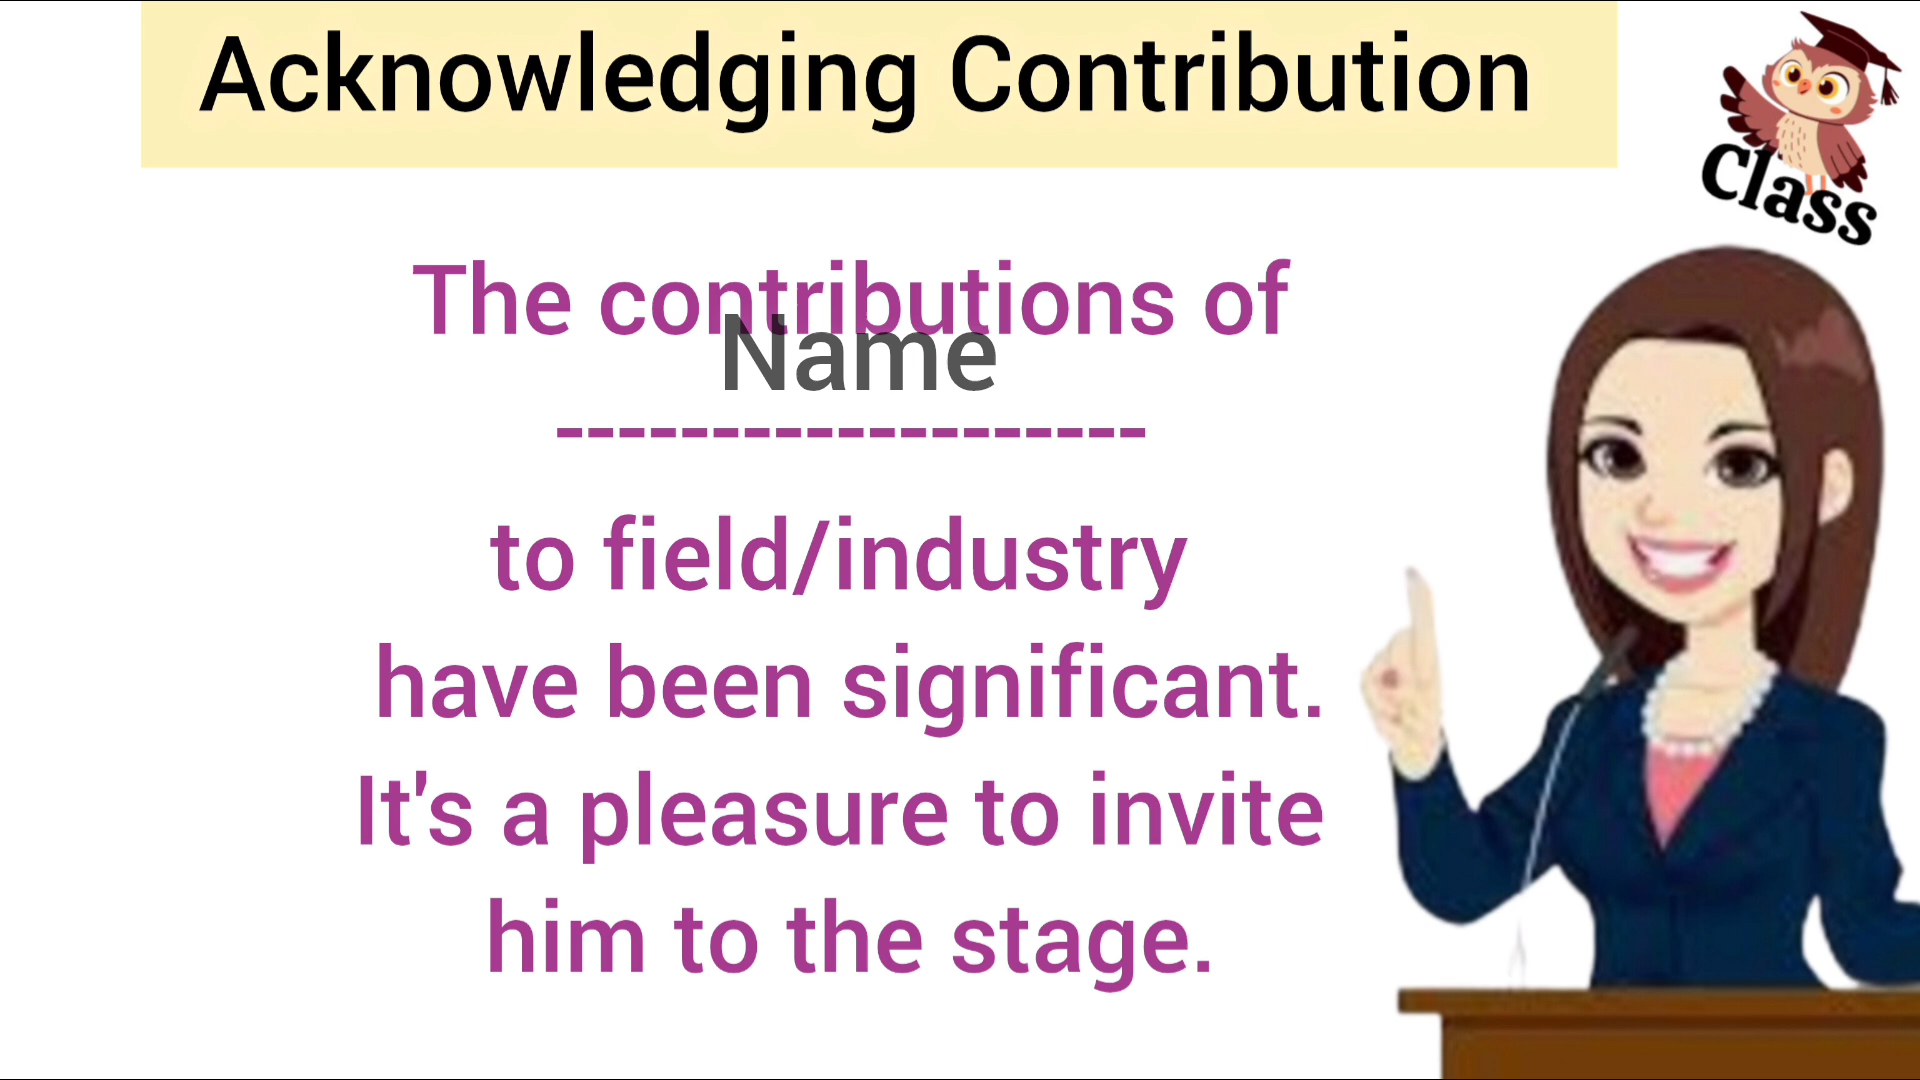 Acknowledging Contribution
Class
The contributions of
Name
-------------------
to field/industry
have been significant.
It's a pleasure to invite
him to the stage.